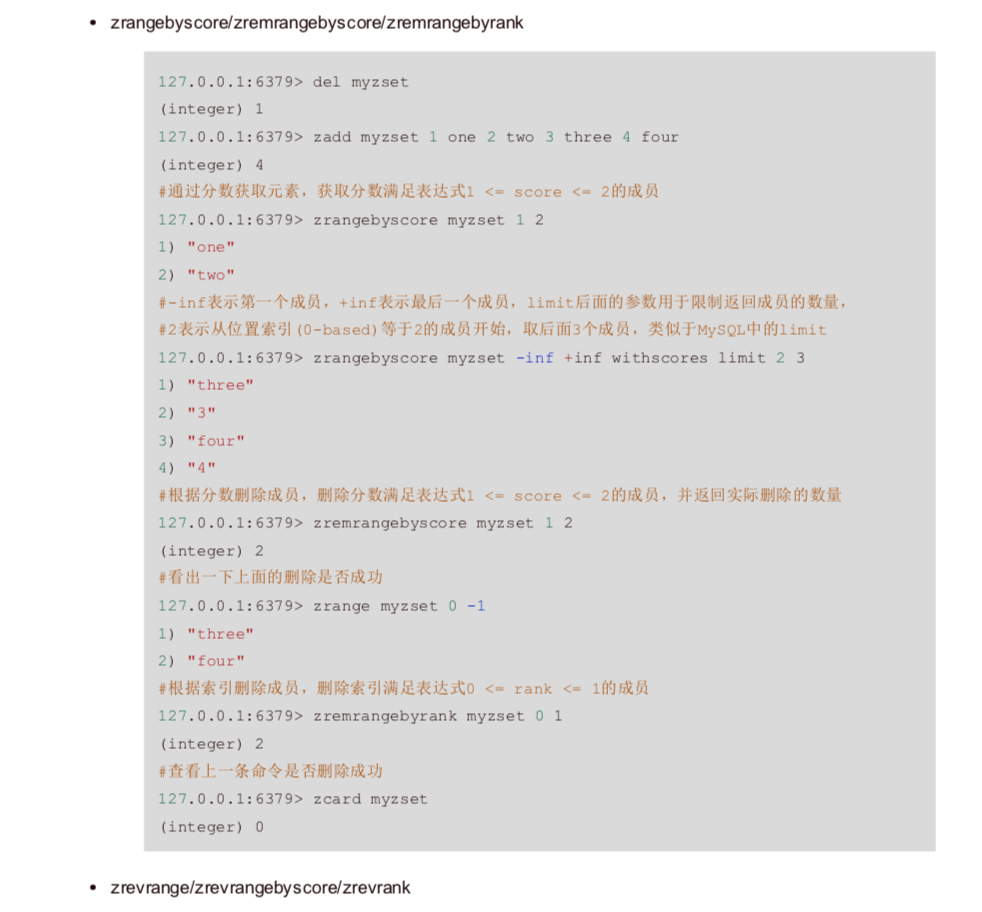 • zrangebyscore/zremrangebyscore/zremrangebyrank
127.0.0.1:6379> del myzset
(integer) 1
127.0.0.1:6379> zadd myzset 1 one 2 two 3 three 4 four
(integer) 4
#通过分数获取元素，获取分数满足表达式1 <= score <= 2的成员
127.0.0.1:6379> zrangebyscore myzset 1 2
1) "one"
2) "two"
#-inf表示第一个成员，+inf表示最后一个成员，limit后面的参数用于限制返回成员的数量，
#2表示从位置索引(0-based)等于2的成员开始，取后面3个成员，类似于MySQL中的limit
127.0.0.1:6379> zrangebyscore myzset -inf +inf withscores limit 2 3
1) "three"
2) "3"
3) "four"
4) "4"
#根据分数删除成员，删除分数满足表达式1 <= score <= 2的成员，并返回实际删除的数量
127.0.0.1:6379> zremrangebyscore myzset 1 2
(integer) 2
#看出一下上面的删除是否成功
127.0.0.1:6379> zrange myzset 0 -1
1) "three"
2) "four"
#根据索引删除成员，删除索引满足表达式0 <= rank <= 1的成员
127.0.0.1:6379> zremrangebyrank myzset 0 1
(integer) 2
#查看上一条命令是否删除成功
127.0.0.1:6379> zcard myzset
(integer) 0
• zrevrange/zrevrangebyscore/zrevrank